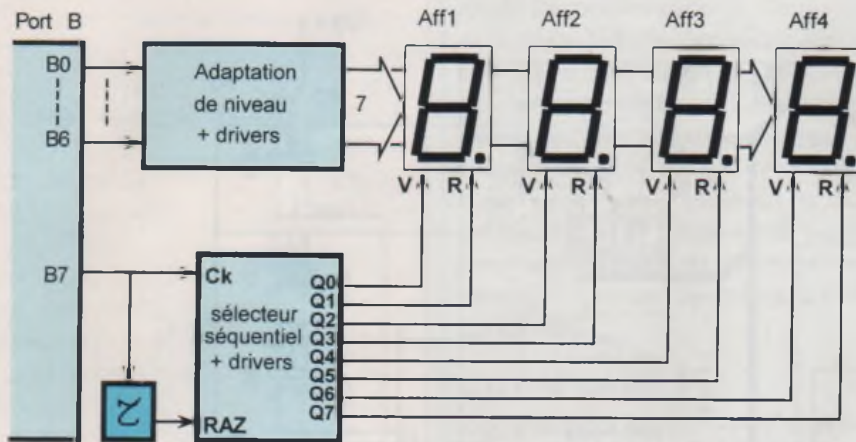 Port B
Aff1
Aff2
Aff3
Aff4
B0
B6
Adaptation
de niveau
+ drivers
7
V
R
V
R
V
R
V
R
B7
Ck
sélecteur
séquentiel
+ drivers
RAZ
Q0
Q1
Q2
Q3
Q4
Q5
Q6
Q7